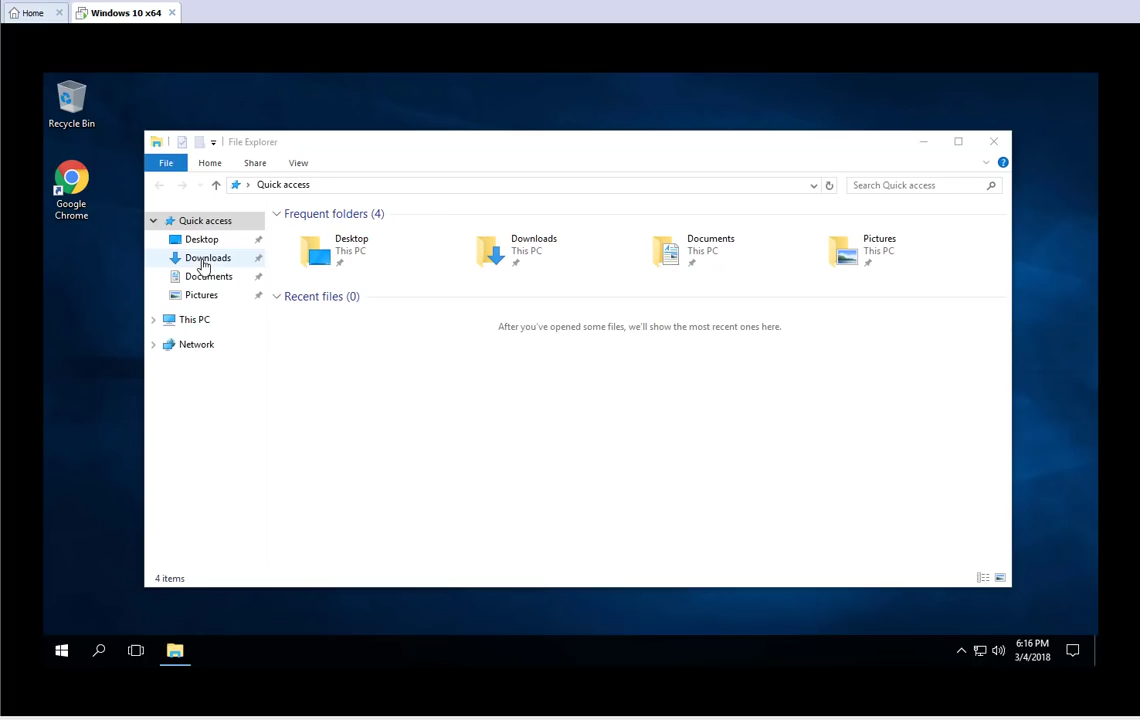 Home
Windows 10 x64
Recycle Bin
Google
Chrome
File Explorer
File Home Share View
Quick access
Search Quick access
Quick access
Desktop
Downloads
Documents
Pictures
This PC
Network
Frequent folders (4)
Desktop
This PC
Downloads
This PC
Documents
This PC
Pictures
This PC
Recent files (0)
After you've opened some files, we'll show the most recent ones here.
4 items
6:16 PM
3/4/2018